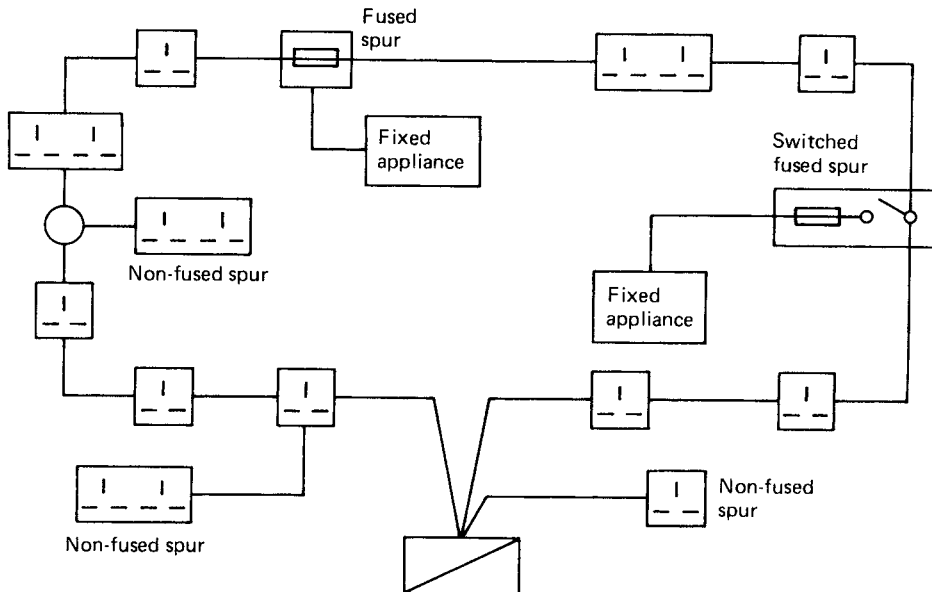 Fused
spur
Fixed
appliance
Switched
fused spur
Non-fused spur
Fixed
appliance
Non-fused
spur
Non-fused spur